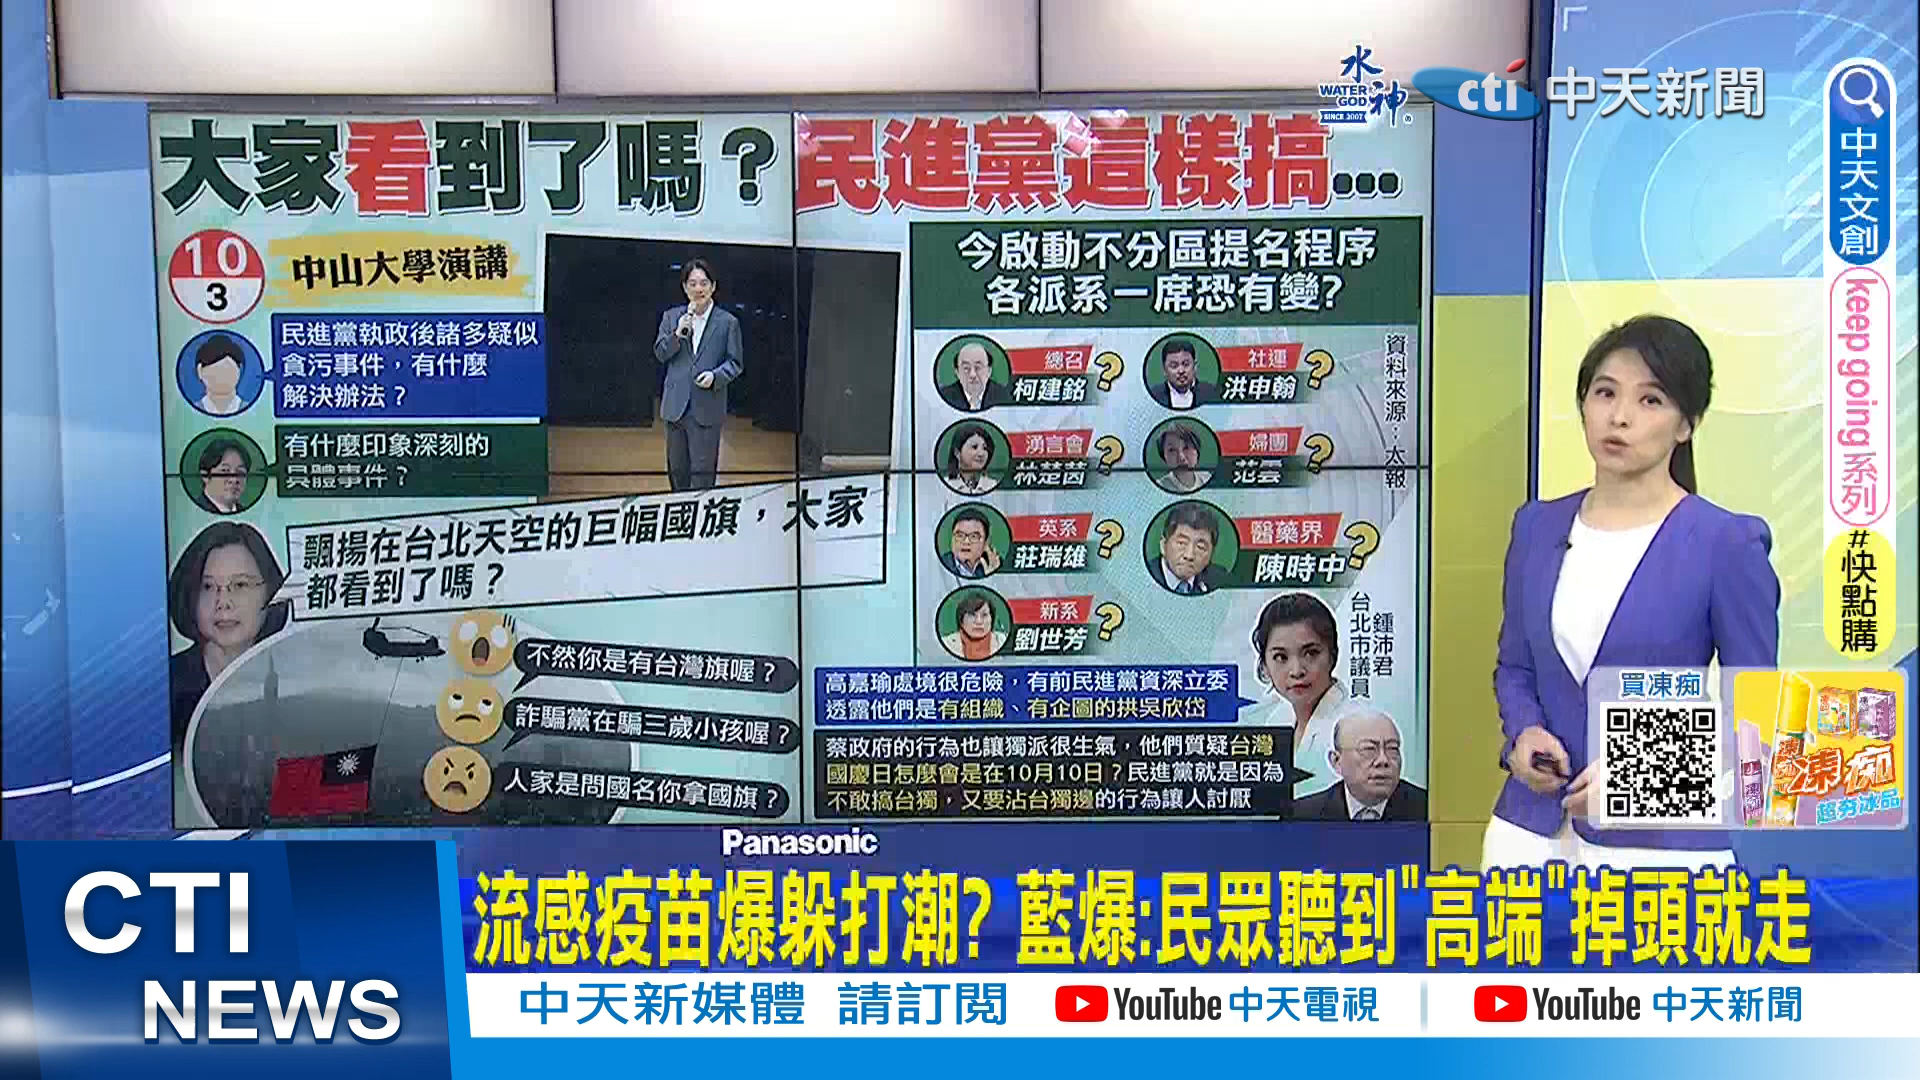 水神
WATER GOD
SINCE 2007
cti 中天新聞
中天文創
keep going 系列
#快點購
大家看到了嗎？民進黨這樣搞...
10
3
中山大學演講
民進黨執政後諸多疑似
貪污事件，有什麼
解決辦法？
有什麼印象深刻的
具體事件？
飄揚在台北天空的巨幅國旗，大家
都看到了嗎？
不然你是有台灣旗喔？
詐騙黨在騙三歲小孩喔？
人家是問國名你拿國旗？
今啟動不分區提名程序
各派系一席恐有變?
資料來源：太報
總召
柯建銘
?
社運
洪申翰
?
湧言會
林楚茵
?
婦團
范雲
?
英系
莊瑞雄
?
醫藥界
陳時中
?
新系
劉世芳
?
鍾沛君
台北市議員
高嘉瑜處境很危險，有前民進黨資深立委
透露他們是有組織、有企圖的拱吳欣岱
蔡政府的行為也讓獨派很生氣，他們質疑台灣
國慶日怎麼會是在10月10日？民進黨就是因為
不敢搞台獨，又要沾台獨邊的行為讓人討厭
買凍痴
凍痴
超夯冰品
Panasonic
CTI
NEWS
流感疫苗爆躲打潮? 藍爆:民眾聽到"高端"掉頭就走
中天新媒體 請訂閱 YouTube 中天電視 | YouTube 中天新聞